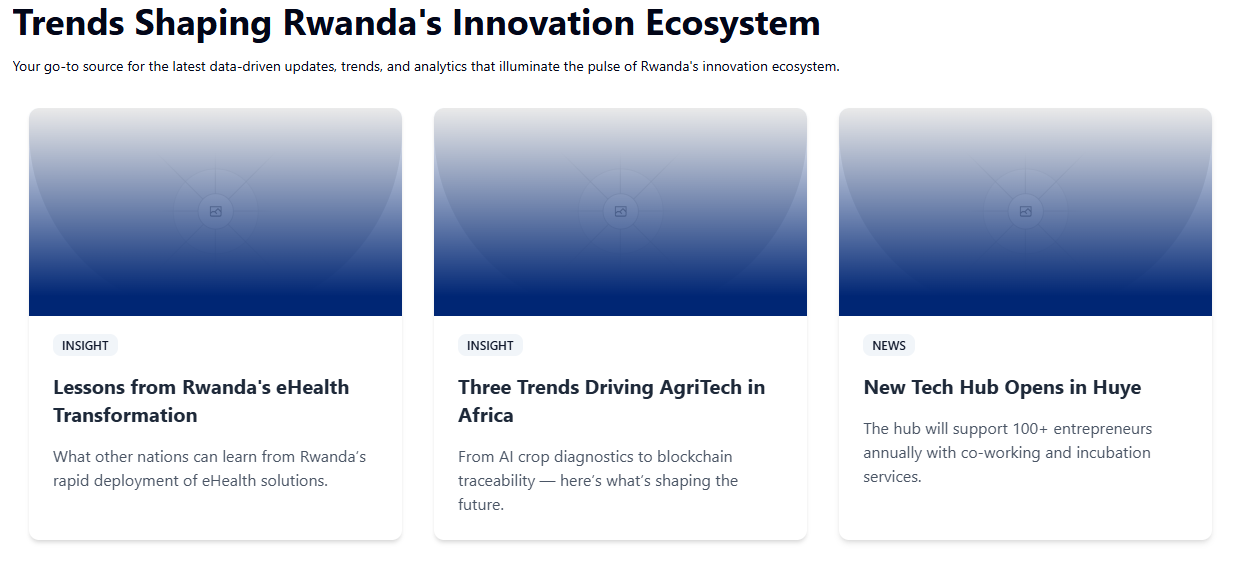 Trends Shaping Rwanda's Innovation Ecosystem
Your go-to source for the latest data-driven updates, trends, and analytics that illuminate the pulse of Rwanda's innovation ecosystem.
INSIGHT
Lessons from Rwanda's eHealth
Transformation
What other nations can learn from Rwanda’s
rapid deployment of eHealth solutions.
INSIGHT
Three Trends Driving AgriTech in
Africa
From AI crop diagnostics to blockchain
traceability — here’s what’s shaping the
future.
NEWS
New Tech Hub Opens in Huye
The hub will support 100+ entrepreneurs
annually with co-working and incubation
services.